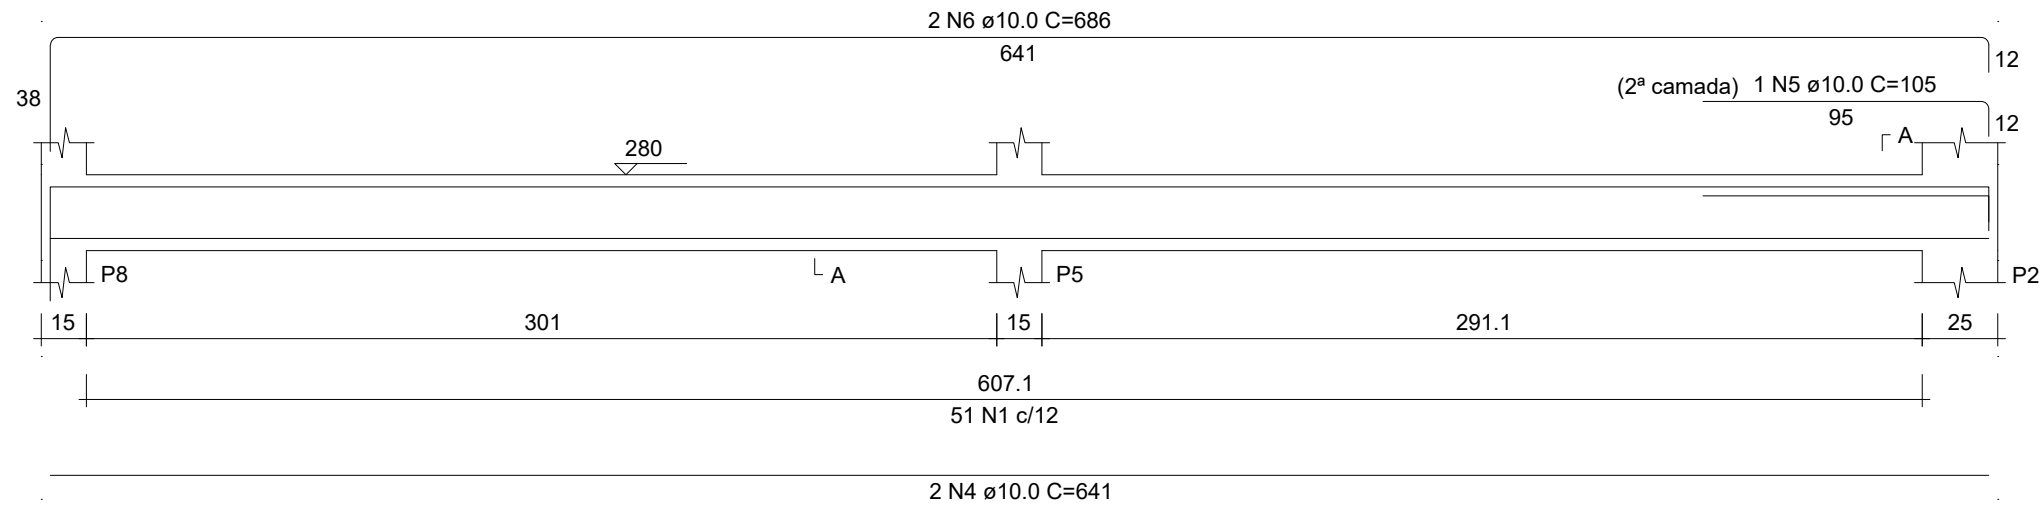 2 N6 ø10.0 C=686
641
12
38
(2ª camada) 1 N5 ø10.0 C=105
95
12
A
280
P8
A
P5
P2
15
301
15
291.1
25
607.1
51 N1 c/12
2 N4 ø10.0 C=641